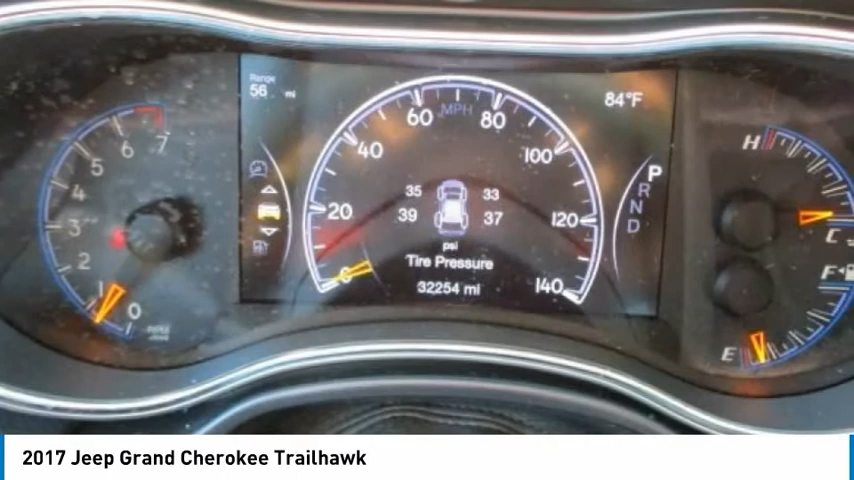 Range
56 mi
84°F
MPH
0
20
40
60
80
100
120
140
35 33
39 37
psi
Tire Pressure
32254 mi
P
R
N
D
0
1
2
3
4
5
6
7
H
C
F
E
2017 Jeep Grand Cherokee Trailhawk